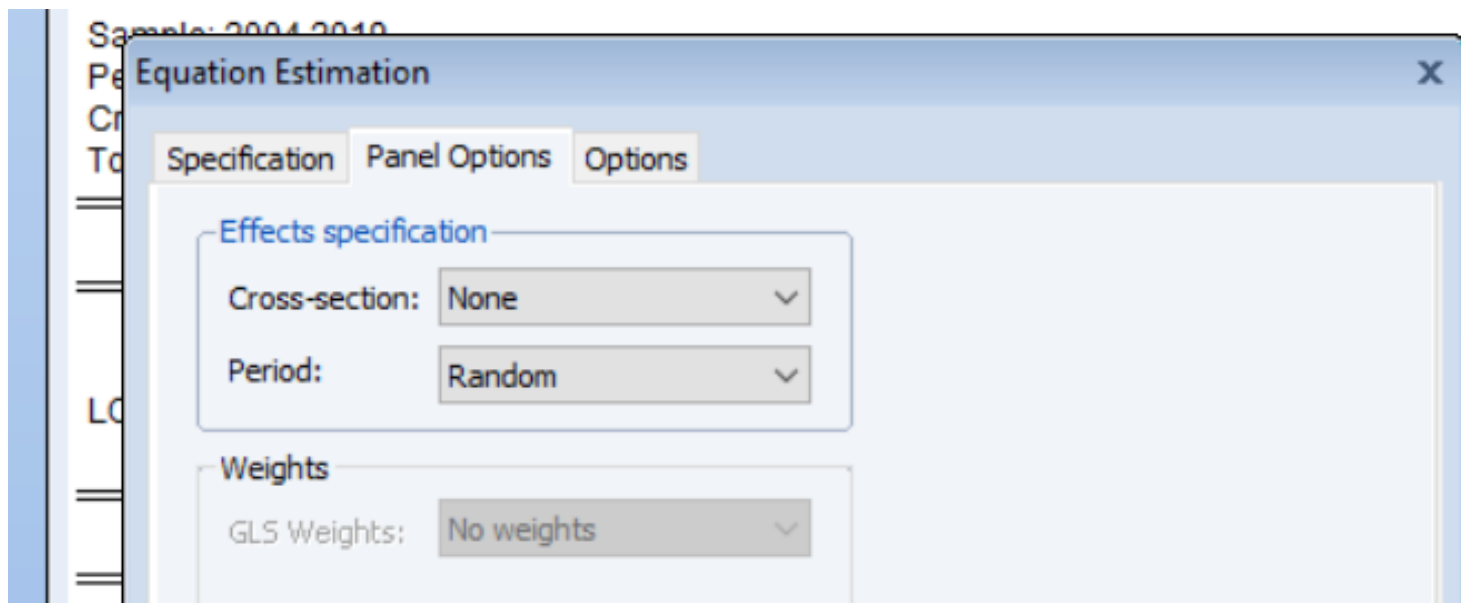 Sample: 2004 2019
Equation Estimation
x
Specification Panel Options Options
Effects specification
Cross-section: None
Period: Random
Weights
GLS Weights: No weights